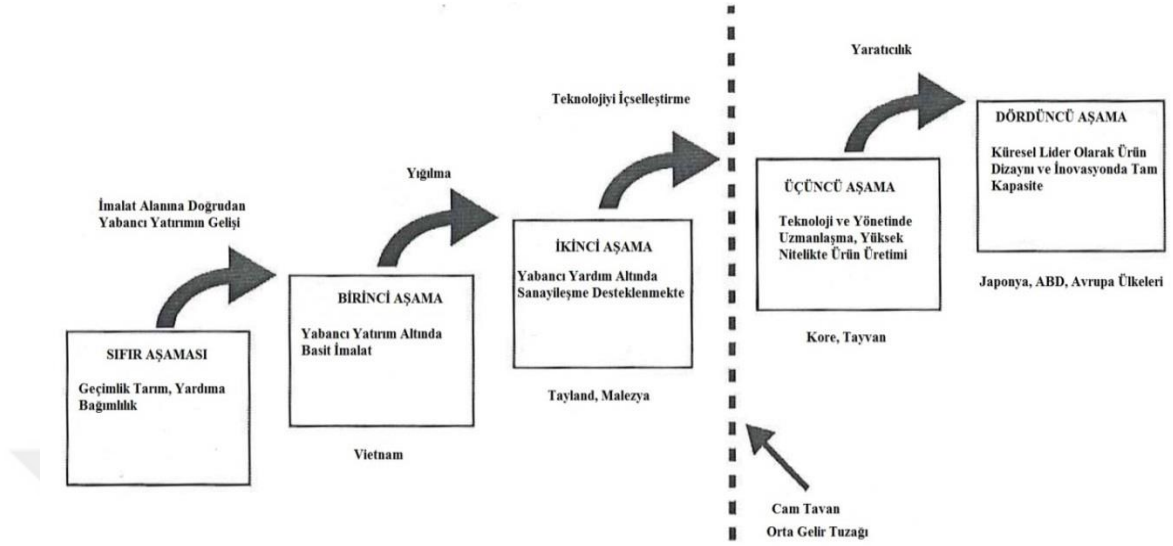 Yaratıcılık
Teknolojiyi İçselleştirme
DÖRDÜNCÜ AŞAMA
Küresel Lider Olarak Ürün
Dizaynı ve İnovasyonda Tam
Kapasite
Japonya, ABD, Avrupa Ülkeleri
Yığılma
ÜÇÜNCÜ AŞAMA
Teknoloji ve Yönetinde
Uzmanlaşma, Yüksek
Nitelikte Ürün Üretimi
Kore, Tayvan
İmalat Alanına Doğrudan
Yabancı Yatırımın Gelişi
İKİNCİ AŞAMA
Yabancı Yardım Altında
Sanayileşme Desteklenmekte
Tayland, Malezya
BİRİNCİ AŞAMA
Yabancı Yatırım Altında
Basit İmalat
Vietnam
SIFIR AŞAMASI
Geçimlik Tarım, Yardıma
Bağımlılık
Cam Tavan
Orta Gelir Tuzağı